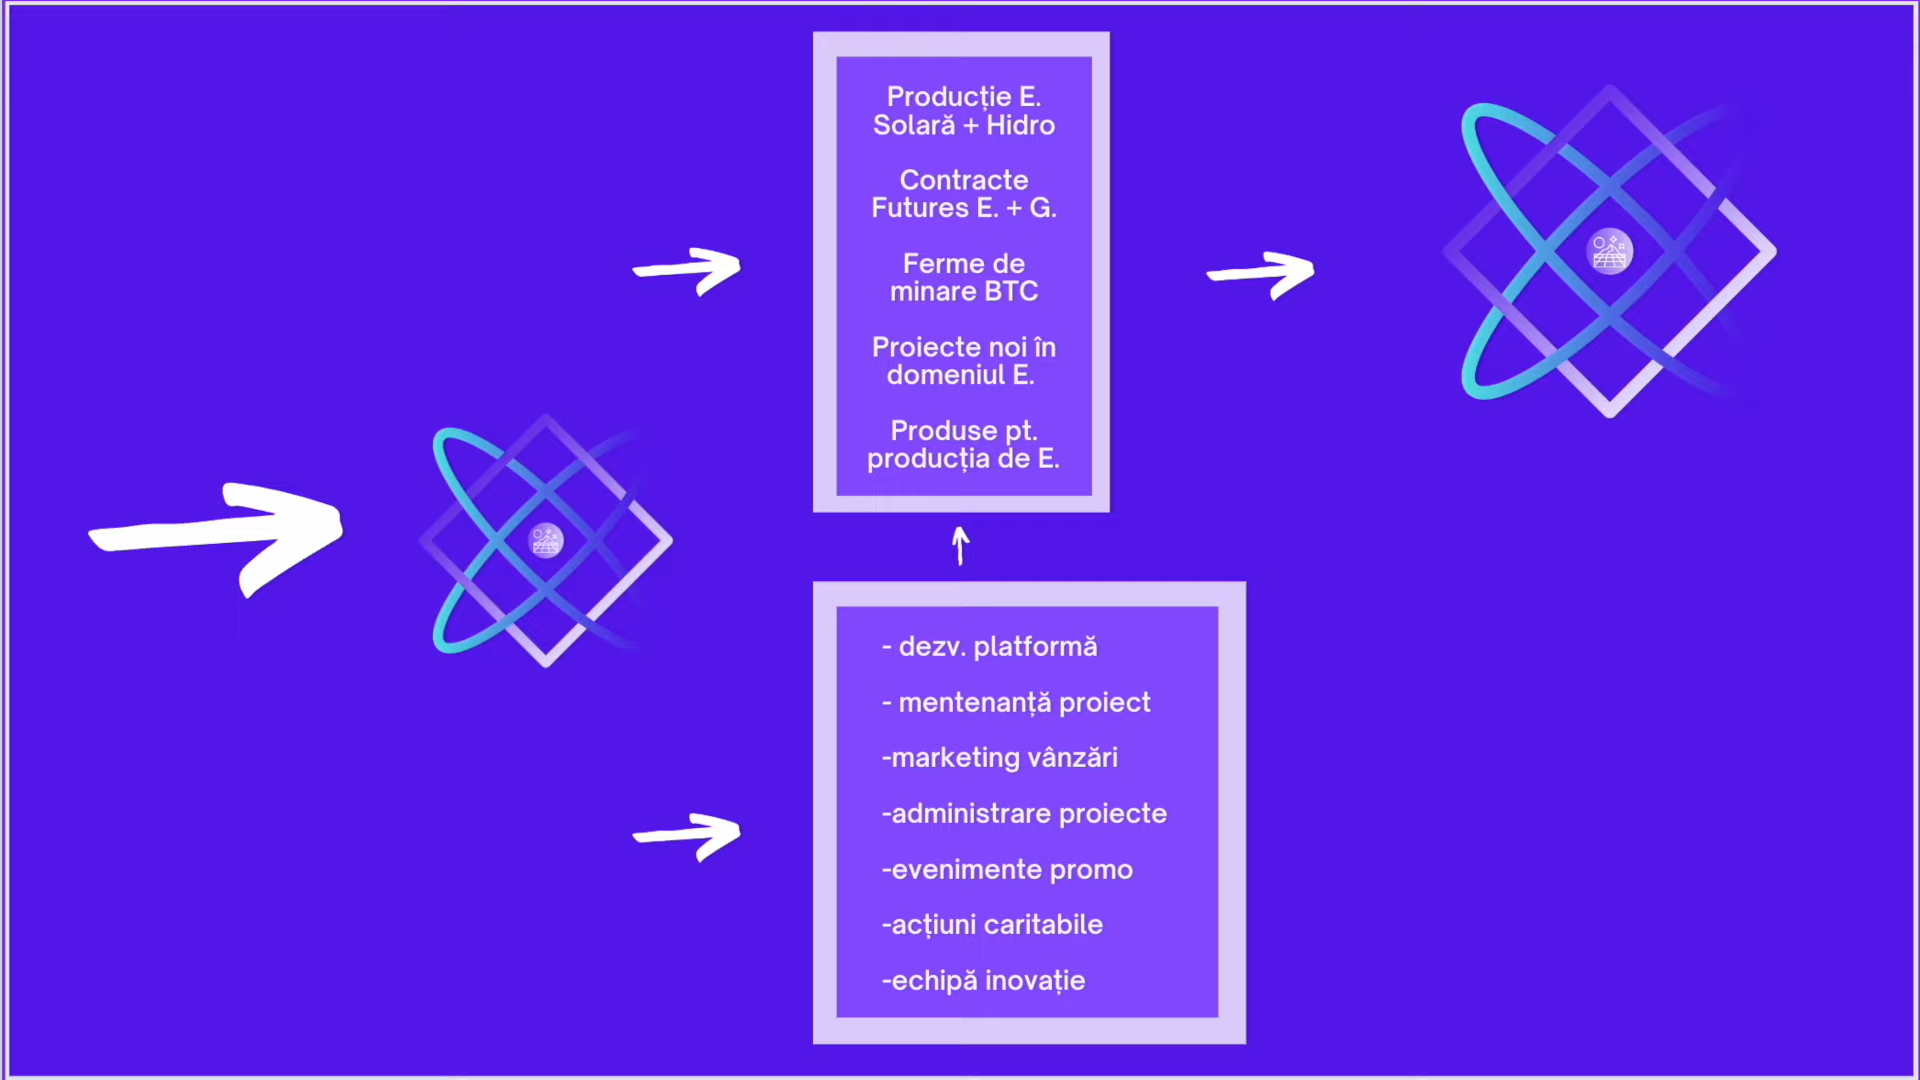 Producție E.
Solară + Hidro
Contracte
Futures E. + G.
Ferme de
minare BTC
Proiecte noi în
domeniul E.
Produse pt.
producția de E.
- dezv. platformă
- mentenanță proiect
-marketing vânzări
-administrare proiecte
-evenimente promo
-acțiuni caritabile
-echipă inovație